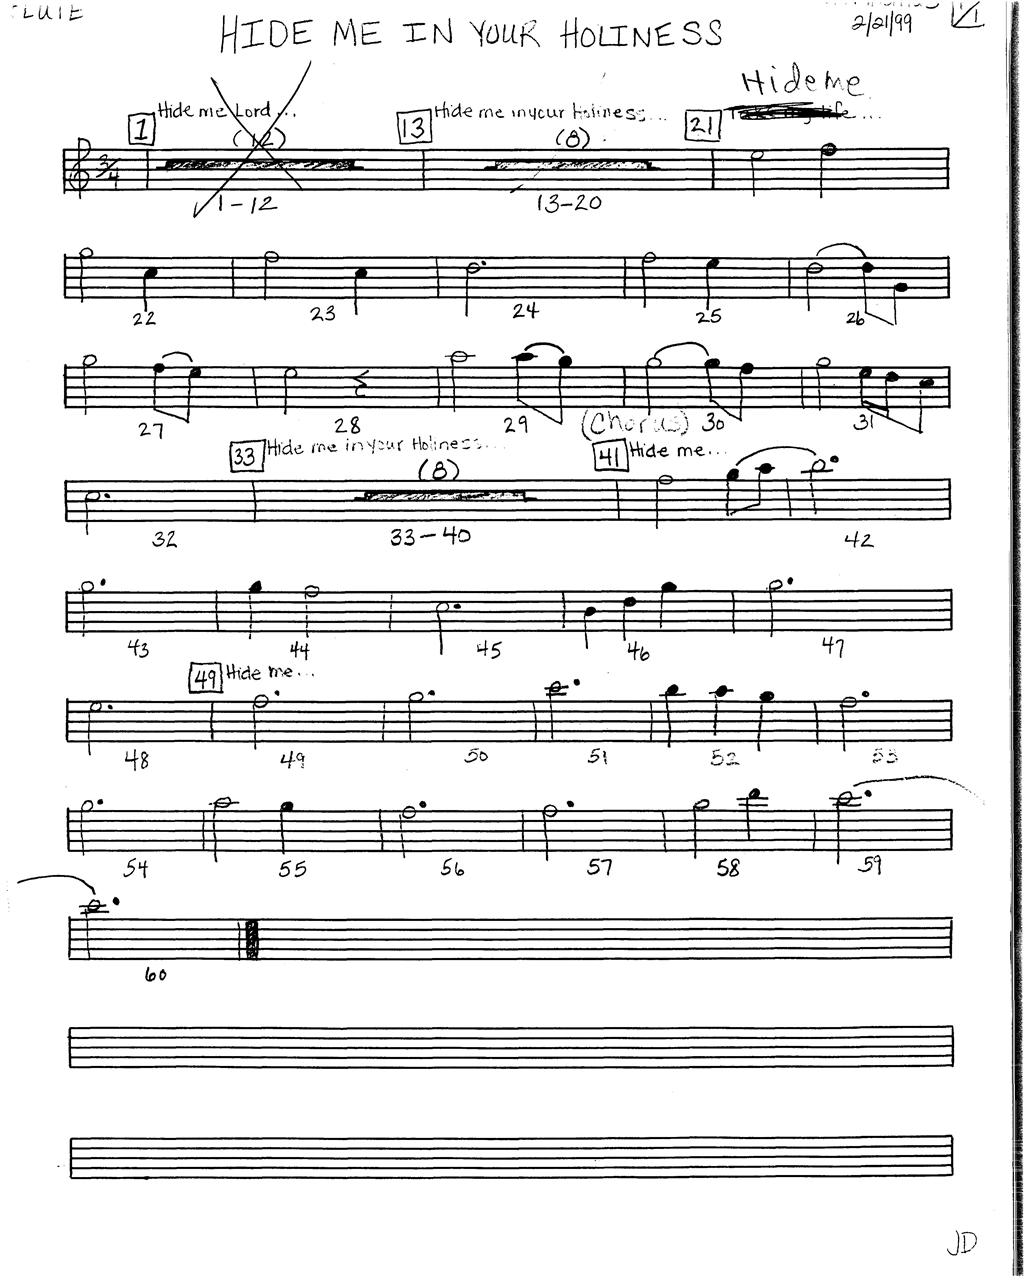 FLUTE
2/21/99 1/1
HIDE ME IN YOUR HOLINESS
Hide me
1 Hide me Lord...
13 Hide me in your Holiness...
21
(12)
(8)
3/4
1-12
13-20
22 23 24 25 26
27 28 29 30 31
(Chorus)
33 Hide me in your Holiness...
41 Hide me...
(8)
32 33-40 42
43 44 45 46 47
49 Hide me...
48 49 50 51 52 53
54 55 56 57 58 59
60
JD